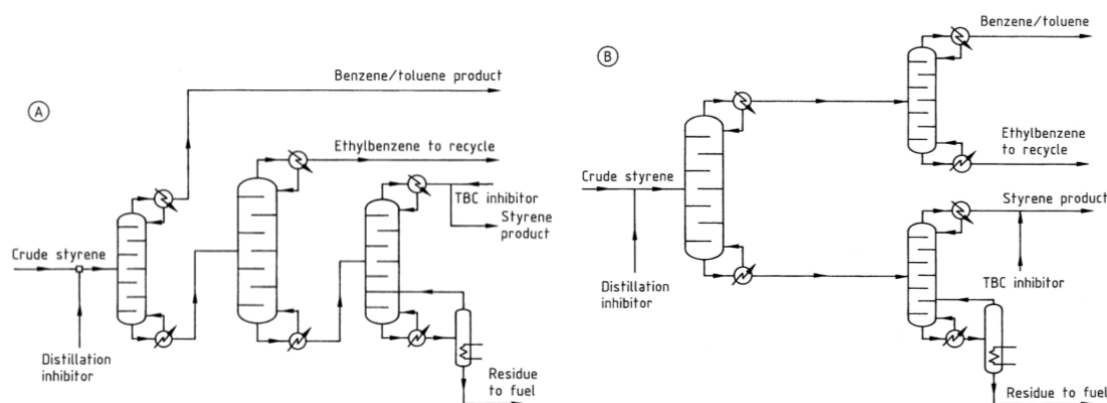 A
Benzene/toluene product
Ethylbenzene to recycle
TBC inhibitor
Styrene
product
Crude styrene
Distillation
inhibitor
Residue
to fuel
B
Benzene/toluene
Ethylbenzene
to recycle
Styrene product
Crude styrene
TBC inhibitor
Distillation
inhibitor
Residue to fuel